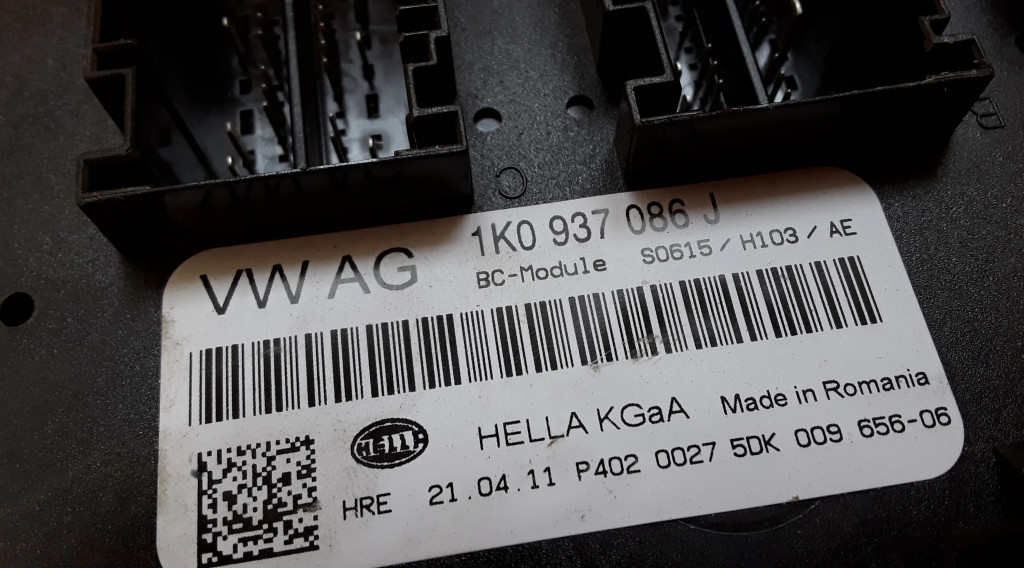 C
B
VW AG
1K0 937 086 J
BC-Module S0615 / H103 / AE
HELLA
HELLA KGaA Made in Romania
HRE 21.04.11 P402 0027 5DK 009 656-06